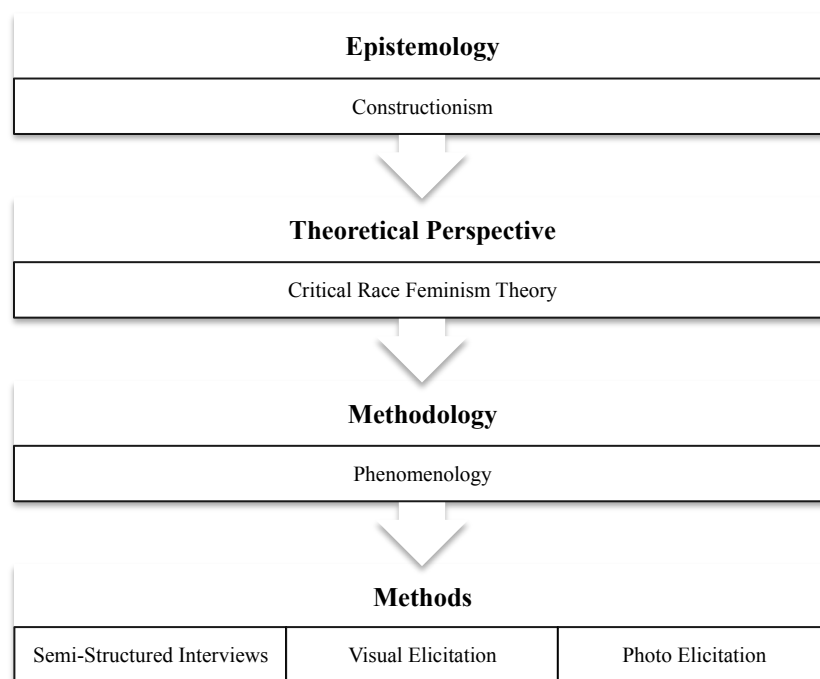 Epistemology
Constructionism
Theoretical Perspective
Critical Race Feminism Theory
Methodology
Phenomenology
Methods
Semi-Structured Interviews
Visual Elicitation
Photo Elicitation